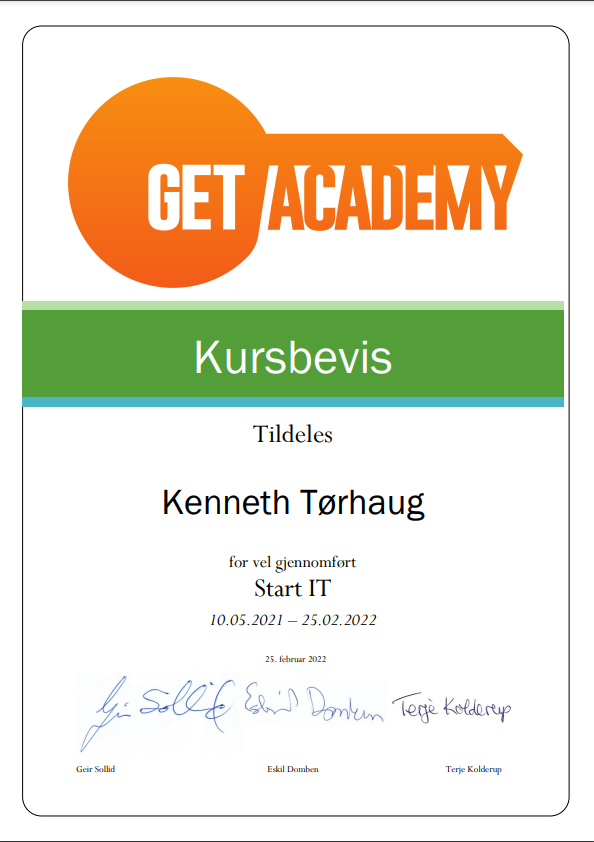 GET ACADEMY
Kursbevis
Tildeles
Kenneth Tørhaug
for vel gjennomført
Start IT
10.05.2021 – 25.02.2022
25. februar 2022
Geir Sollid Eskil Domben Terje Kolderup
Geir Sollid Eskil Domben Terje Kolderup